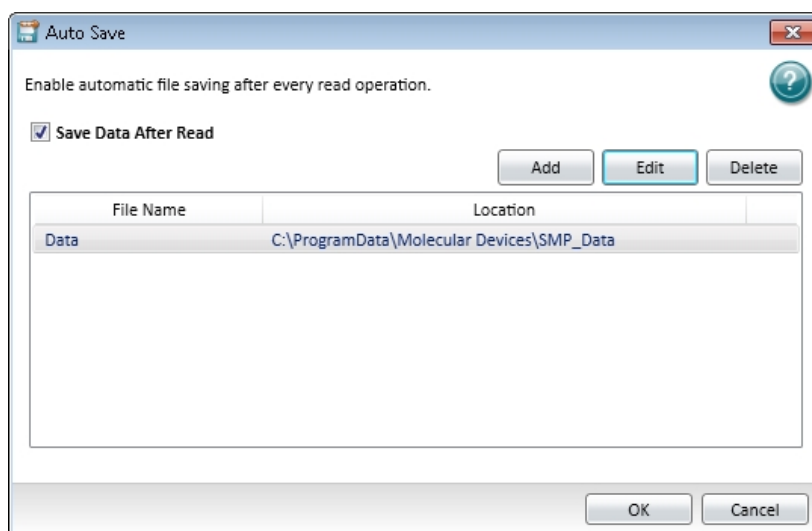 Auto Save
Enable automatic file saving after every read operation.
?
Save Data After Read
Add Edit Delete
File Name Location
Data C:\ProgramData\Molecular Devices\SMP_Data
OK Cancel